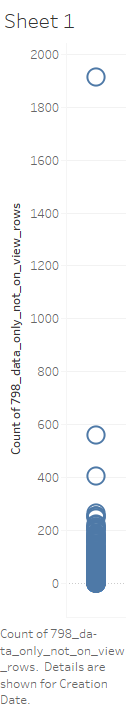 Sheet 1
2000
1800
1600
1400
1200
1000
800
600
400
200
0
Count of 798_data_only_not_on_view_rows
Count of 798_da-
ta_only_not_on_view
_rows. Details are
shown for Creation
Date.